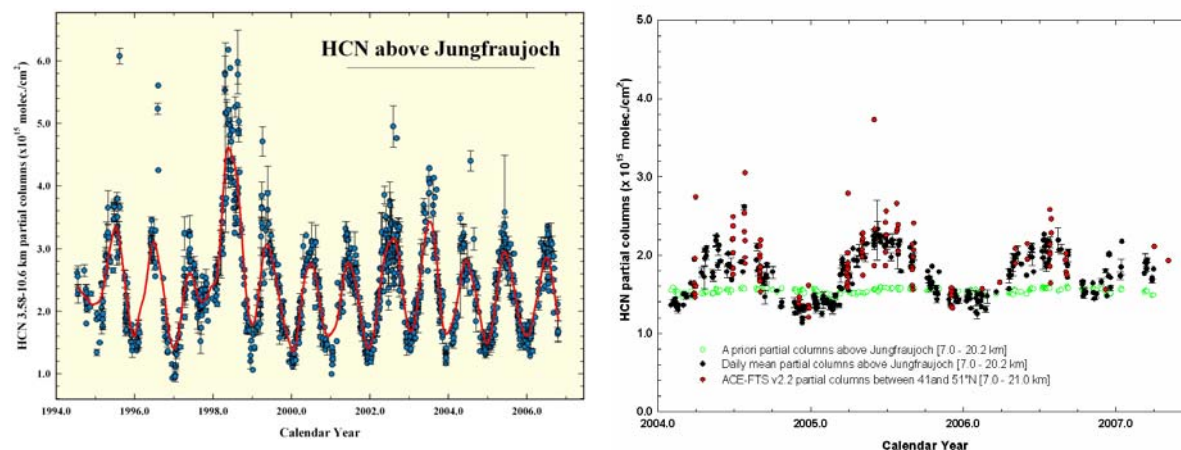 HCN above Jungfraujoch
HCN 3.58-10.6 km partial columns (x10¹⁵ molec./cm²)
6.0
5.0
4.0
3.0
2.0
1.0
1994.0 1996.0 1998.0 2000.0 2002.0 2004.0 2006.0
Calendar Year
HCN partial columns (x 10¹⁵ molec./cm²)
5.0
4.0
3.0
2.0
1.0
0.0
A priori partial columns above Jungfraujoch [7.0 - 20.2 km]
Daily mean partial columns above Jungfraujoch [7.0 - 20.2 km]
ACE-FTS v2.2 partial columns between 41and 51°N [7.0 - 21.0 km]
2004.0 2005.0 2006.0 2007.0
Calendar Year